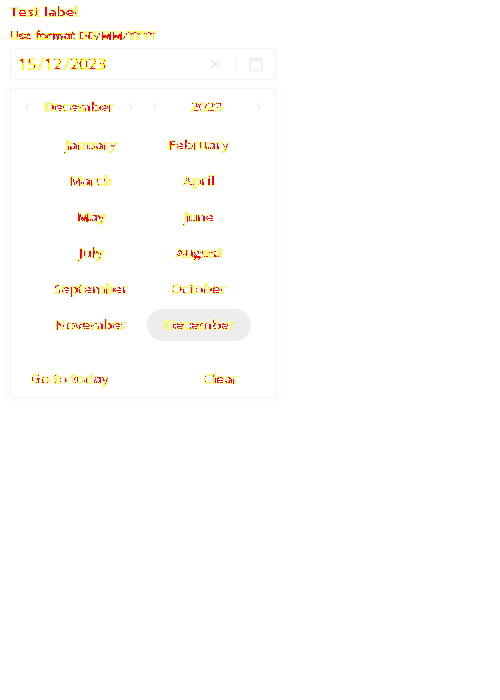 Test label
Use format DD/MM/YYYY
15/12/2023
December 2023
January February
March April
May June
July August
September October
November December
Go to today Clear